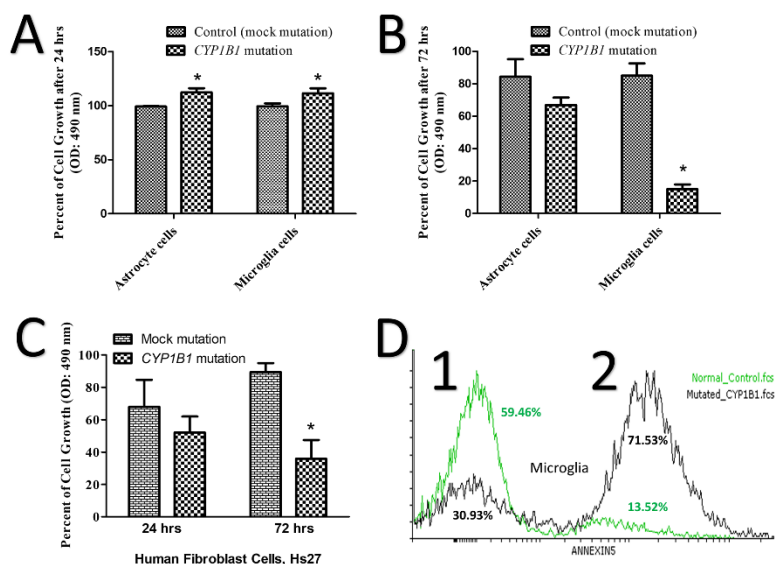 A
Control (mock mutation)
CYP1B1 mutation
Percent of Cell Growth after 24 hrs
(OD: 490 nm)
150
100
50
0
*
*
Astrocyte cells
Microglia cells
B
Control (mock mutation)
CYP1B1 mutation
Percent of Cell Growth after 72 hrs
(OD: 490 nm)
100
80
60
40
20
0
*
Astrocyte cells
Microglia cells
C
Mock mutation
CYP1B1 mutation
Percent of Cell Growth (OD: 490 nm)
100
80
60
40
20
0
*
24 hrs
72 hrs
Human Fibroblast Cells, Hs27
D
1
2
Normal_Control.fcs
Mutated_CYP1B1.fcs
59.46%
71.53%
Microglia
30.93%
13.52%
ANNEXIN5